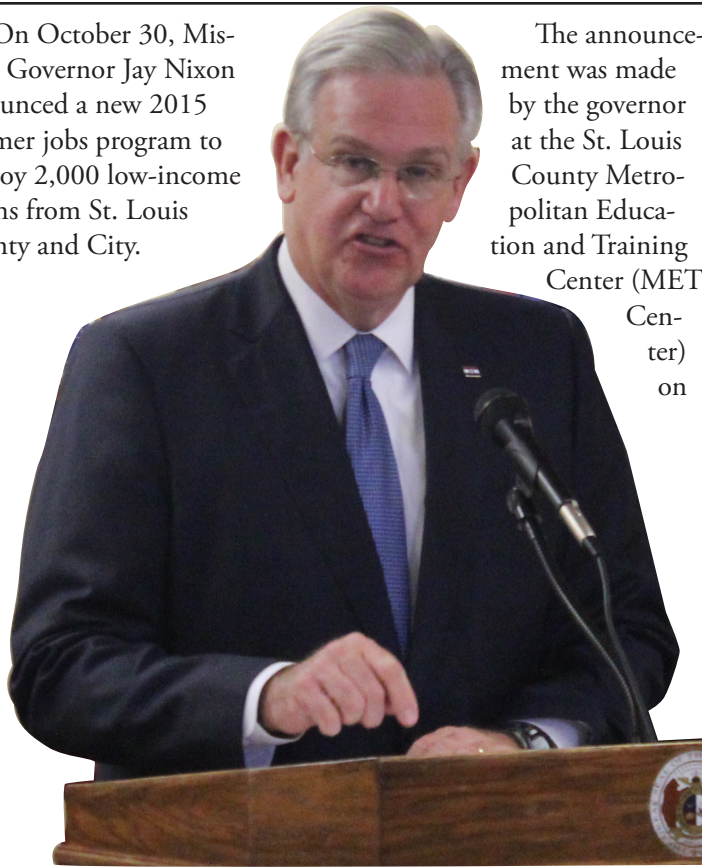 On October 30, Mis-
Governor Jay Nixon
unced a new 2015
mer jobs program to
oy 2,000 low-income
ns from St. Louis
nty and City.
The announce-
ment was made
by the governor
at the St. Louis
County Metro-
politan Educa-
tion and Training
Center (MET
Cen-
ter)
on